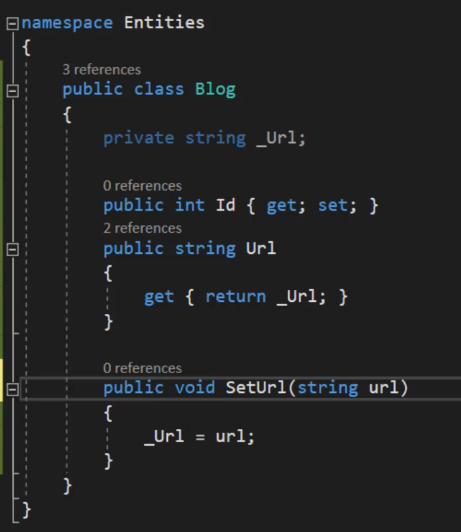 namespace Entities
{
3 references
public class Blog
{
private string _Url;
0 references
public int Id { get; set; }
2 references
public string Url
{
get { return _Url; }
}
0 references
public void SetUrl(string url)
{
_Url = url;
}
}
}